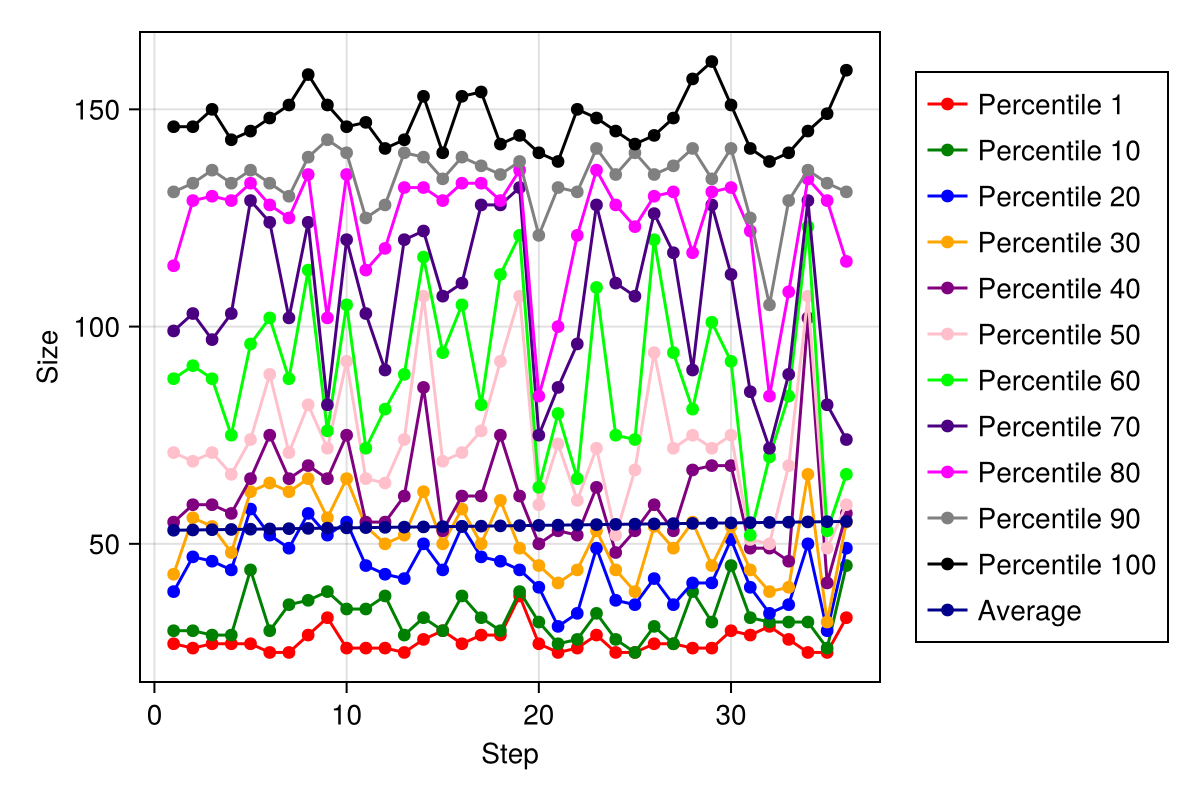 150
100
50
Size
0
10
20
30
Step
Percentile 1
Percentile 10
Percentile 20
Percentile 30
Percentile 40
Percentile 50
Percentile 60
Percentile 70
Percentile 80
Percentile 90
Percentile 100
Average